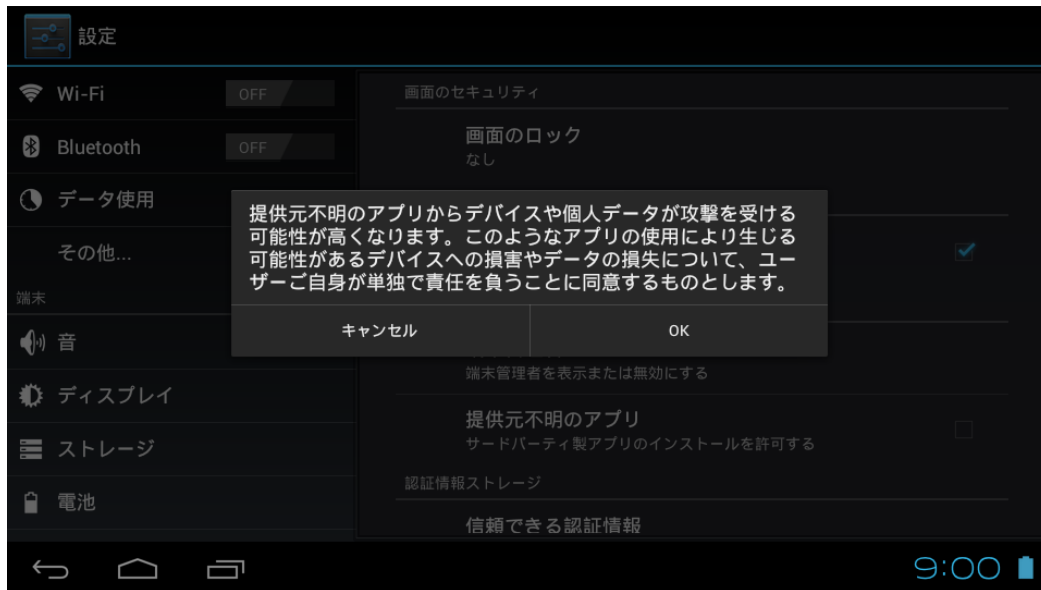 設定
Wi-Fi
OFF
Bluetooth
OFF
データ使用
その他...
端末
音
ディスプレイ
ストレージ
電池
画面のセキュリティ
画面のロック
なし
提供元不明のアプリからデバイスや個人データが攻撃を受ける
可能性が高くなります。このようなアプリの使用により生じる
可能性があるデバイスへの損害やデータの損失について、ユー
ザーご自身が単独で責任を負うことに同意するものとします。
キャンセル
OK
端末管理者を表示または無効にする
提供元不明のアプリ
サードパーティ製アプリのインストールを許可する
認証情報ストレージ
信頼できる認証情報
9:00